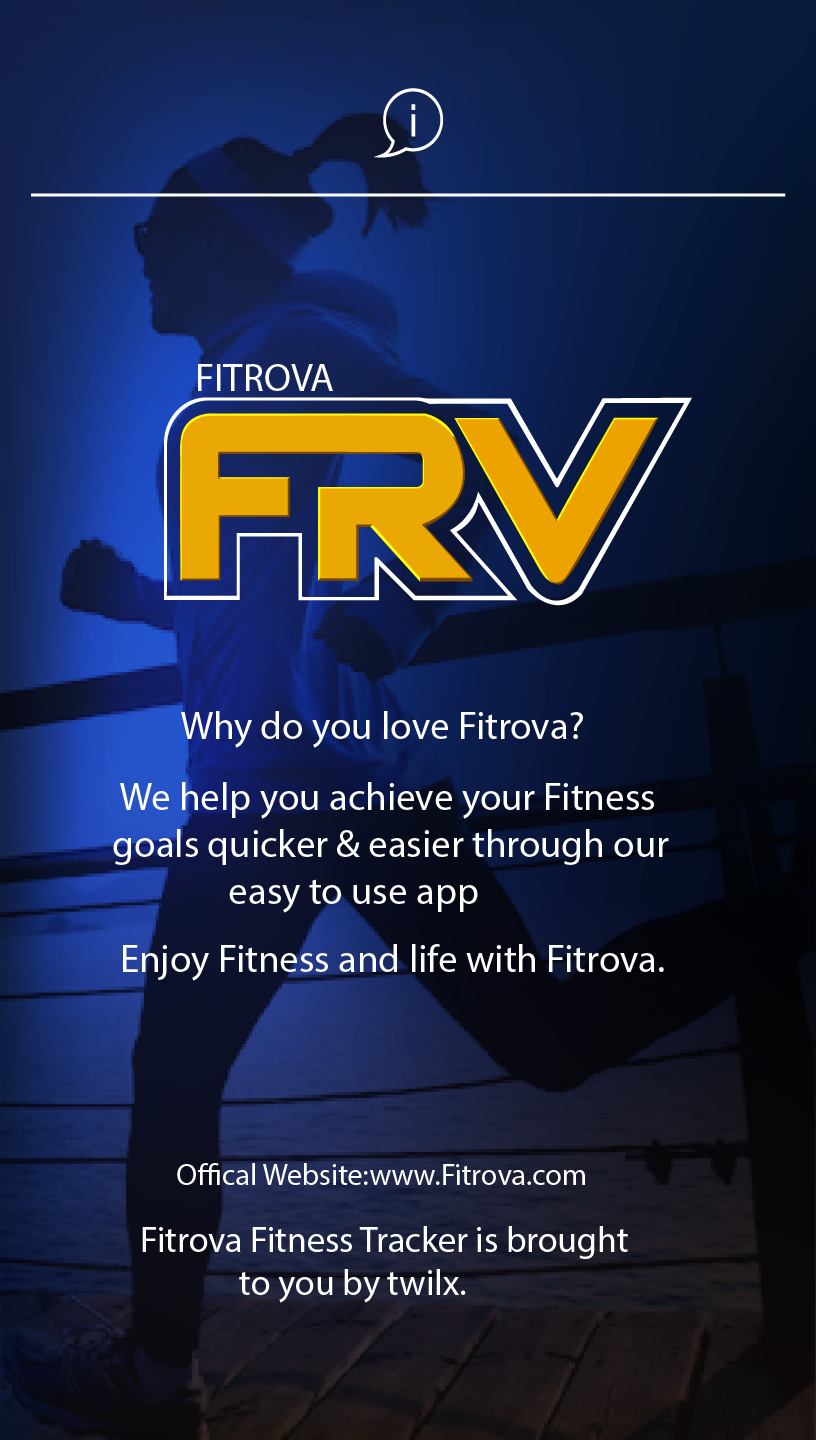 i
FITROVA
FRV
Why do you love Fitrova?
We help you achieve your Fitness
goals quicker & easier through our
easy to use app
Enjoy Fitness and life with Fitrova.
Offical Website:www.Fitrova.com
Fitrova Fitness Tracker is brought
to you by twilx.